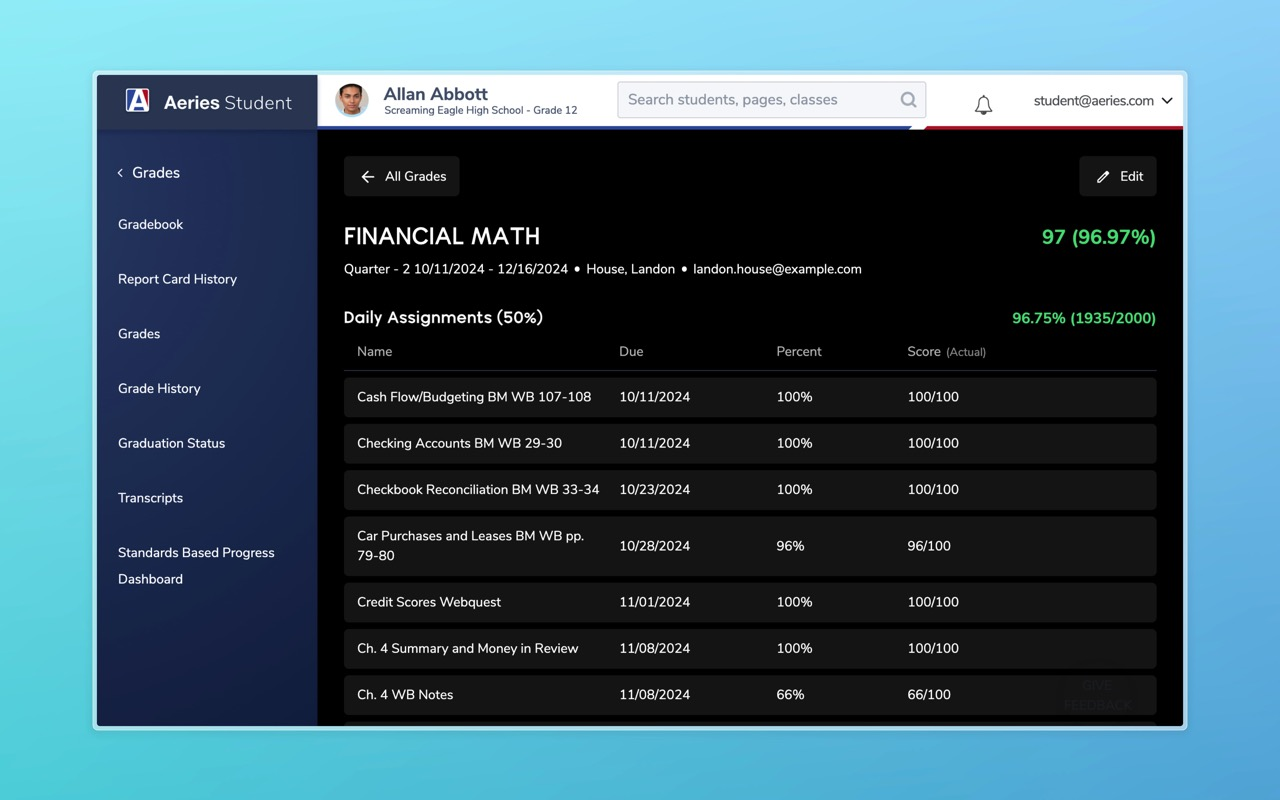 Aeries Student
Allan Abbott
Screaming Eagle High School - Grade 12
Search students, pages, classes
student@aeries.com
Grades
Gradebook
Report Card History
Grades
Grade History
Graduation Status
Transcripts
Standards Based Progress
Dashboard
All Grades
Edit
FINANCIAL MATH
97 (96.97%)
Quarter - 2 10/11/2024 - 12/16/2024 • House, Landon • landon.house@example.com
Daily Assignments (50%)
96.75% (1935/2000)
Name Due Percent Score (Actual)
Cash Flow/Budgeting BM WB 107-108 10/11/2024 100% 100/100
Checking Accounts BM WB 29-30 10/11/2024 100% 100/100
Checkbook Reconciliation BM WB 33-34 10/23/2024 100% 100/100
Car Purchases and Leases BM WB pp.
79-80 10/28/2024 96% 96/100
Credit Scores Webquest 11/01/2024 100% 100/100
Ch. 4 Summary and Money in Review 11/08/2024 100% 100/100
Ch. 4 WB Notes 11/08/2024 66% 66/100
GIVE
FEEDBACK